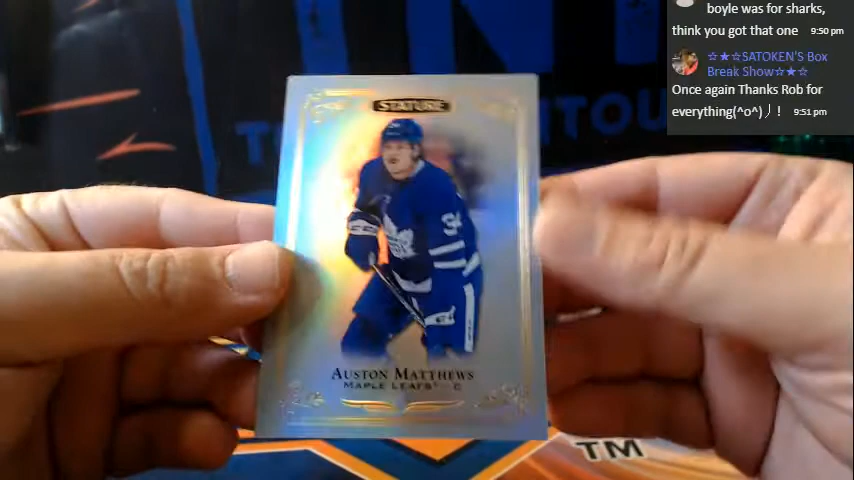 boyle was for sharks,
think you got that one 9:50 pm
☆★☆SATOKEN'S Box
Break Show☆★☆
Once again Thanks Rob for
everything(^o^)丿! 9:51 pm
STATURE
AUSTON MATTHEWS
MAPLE LEAFS - C
TM